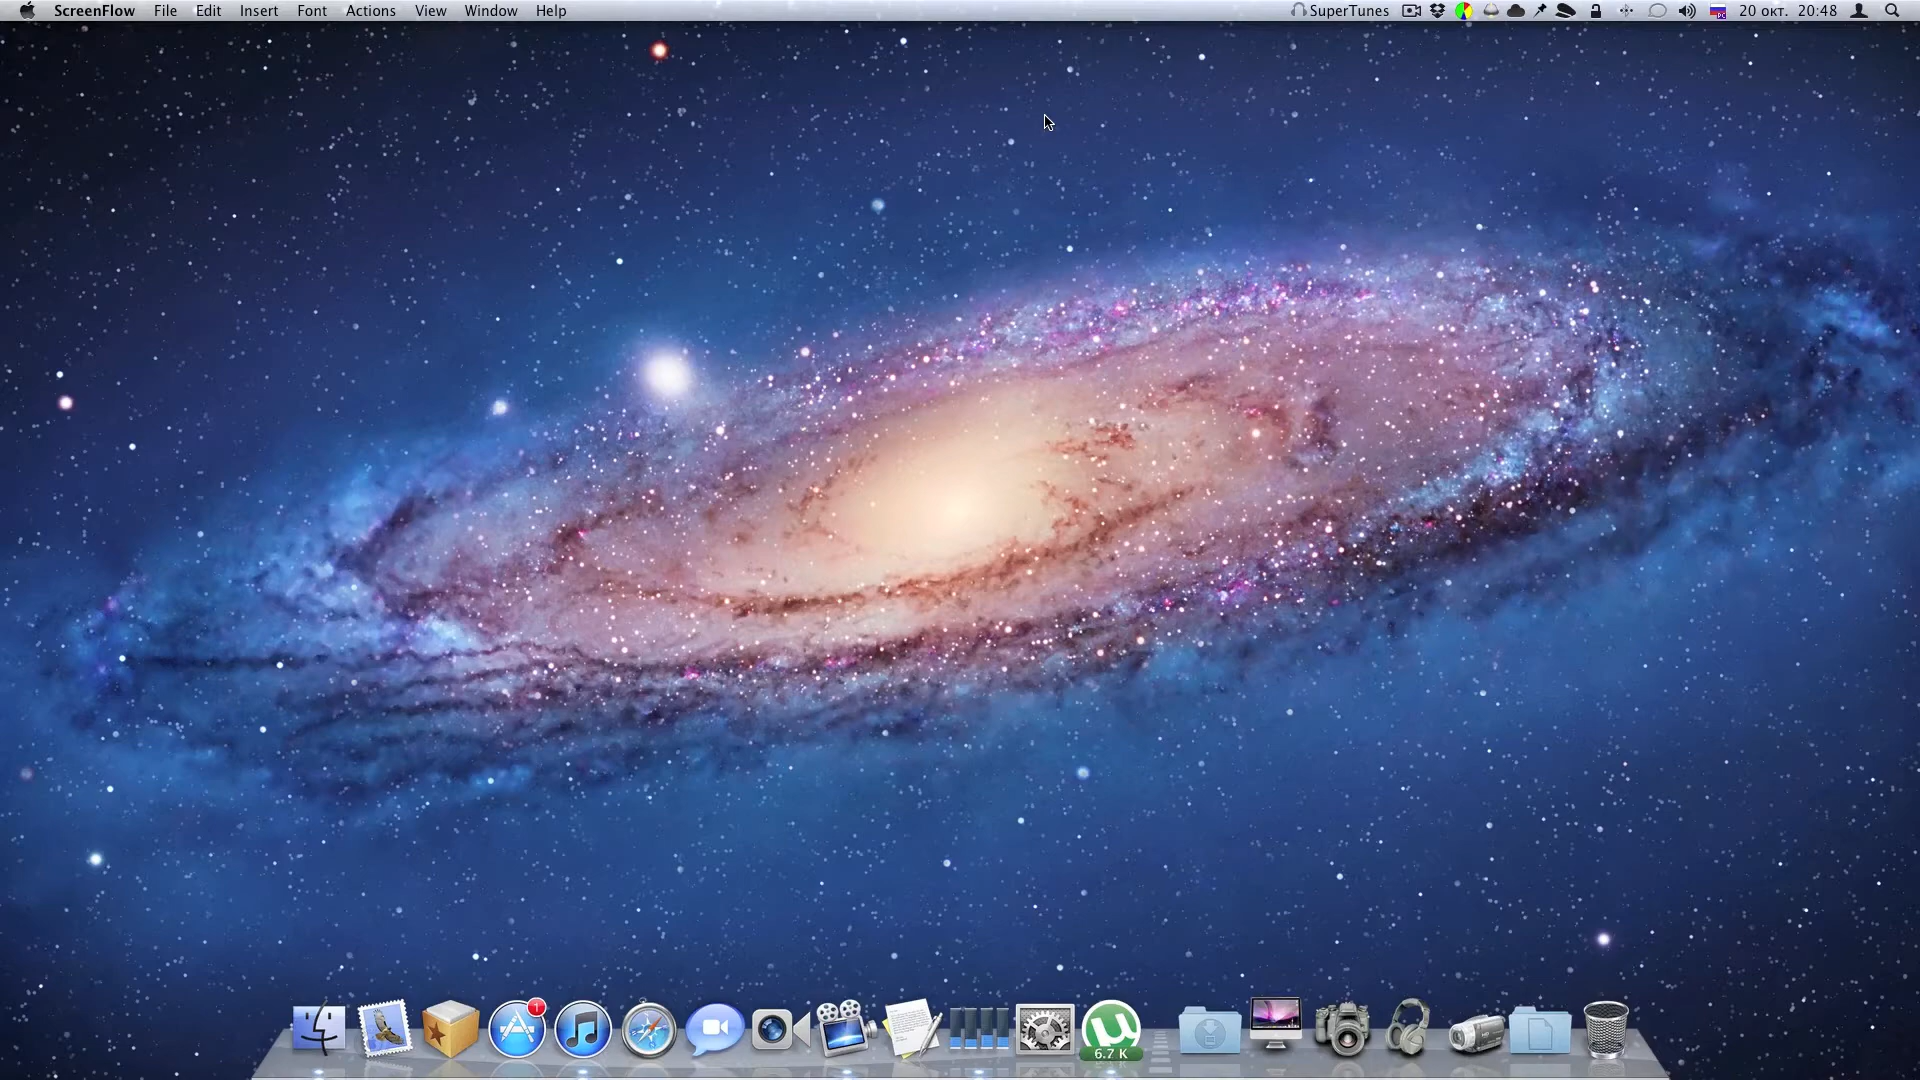 ScreenFlow File Edit Insert Font Actions View Window Help SuperTunes 20 окт. 20:48
1
6.7 K